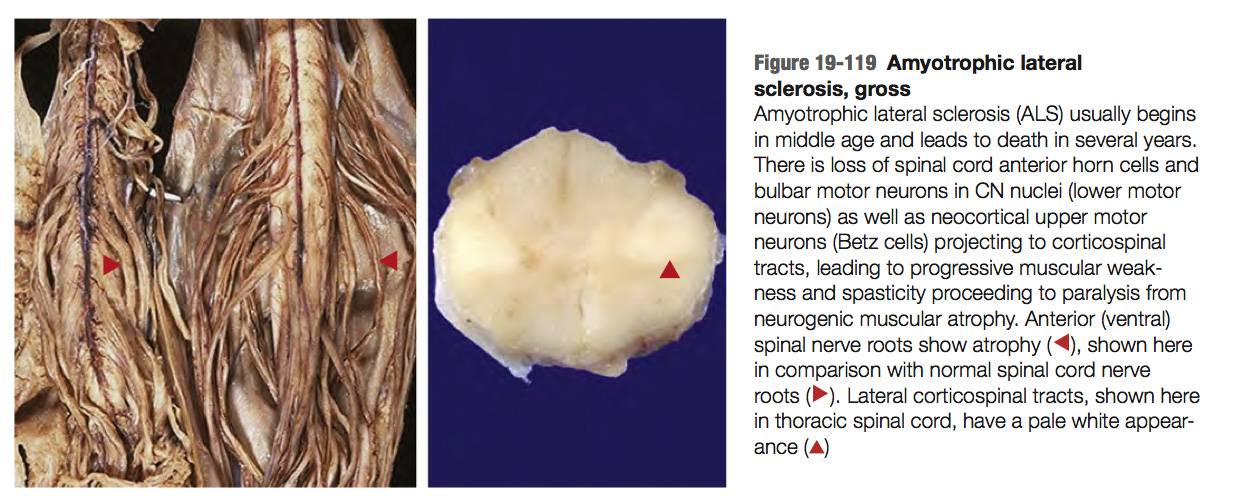 Figure 19-119 Amyotrophic lateral
sclerosis, gross
Amyotrophic lateral sclerosis (ALS) usually begins
in middle age and leads to death in several years.
There is loss of spinal cord anterior horn cells and
bulbar motor neurons in CN nuclei (lower motor
neurons) as well as neocortical upper motor
neurons (Betz cells) projecting to corticospinal
tracts, leading to progressive muscular weak-
ness and spasticity proceeding to paralysis from
neurogenic muscular atrophy. Anterior (ventral)
spinal nerve roots show atrophy (◀), shown here
in comparison with normal spinal cord nerve
roots (▶). Lateral corticospinal tracts, shown here
in thoracic spinal cord, have a pale white appear-
ance (▲)